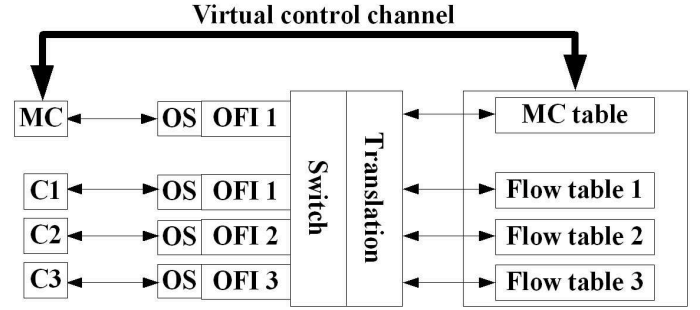 Virtual control channel
MC OS OFI 1 MC table
C1 OS OFI 1 Flow table 1
C2 OS OFI 2 Flow table 2
C3 OS OFI 3 Flow table 3
Switch
Translation